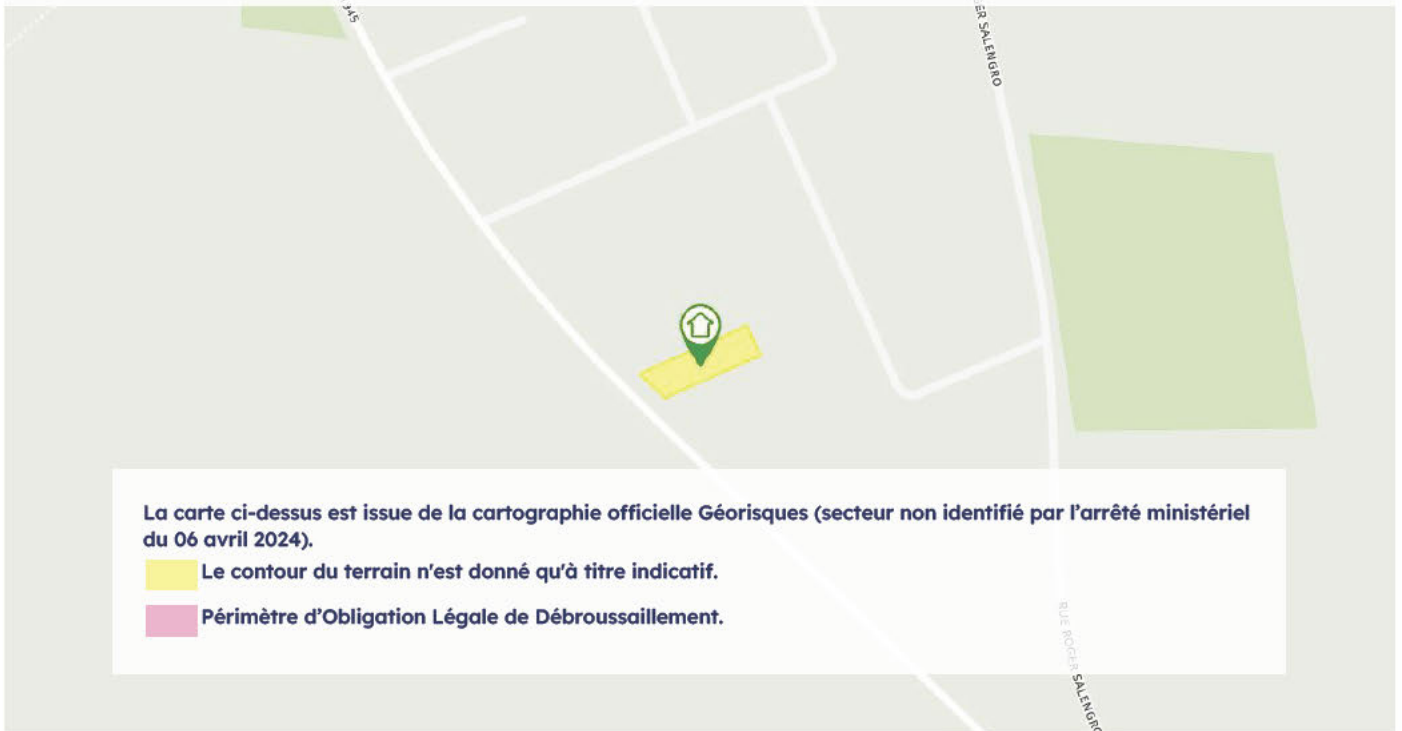 945
ER SALENGRO
La carte ci-dessus est issue de la cartographie officielle Géorisques (secteur non identifié par l'arrêté ministériel
du 06 avril 2024).
Le contour du terrain n'est donné qu'à titre indicatif.
Périmètre d'Obligation Légale de Débroussaillement.
RUE ROGER SALENGRO